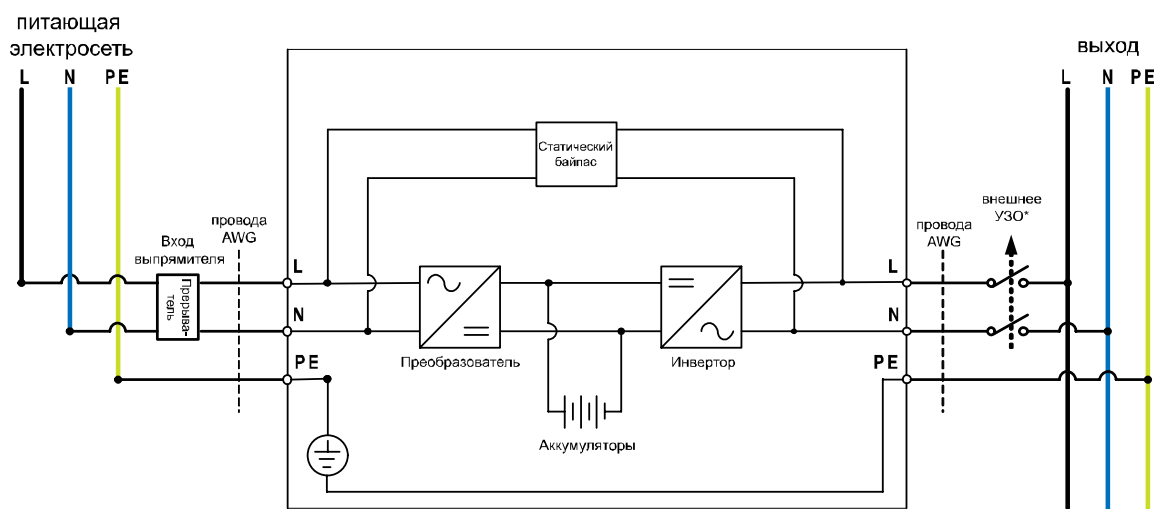 питающая
электросеть
L N PE
выход
L N PE
Статический
байпас
внешнее
УЗО*
провода
AWG
провода
AWG
Вход
выпрямителя
Прерыва-
тель
L
L
N
N
PE
PE
Преобразователь
Инвертор
Аккумуляторы